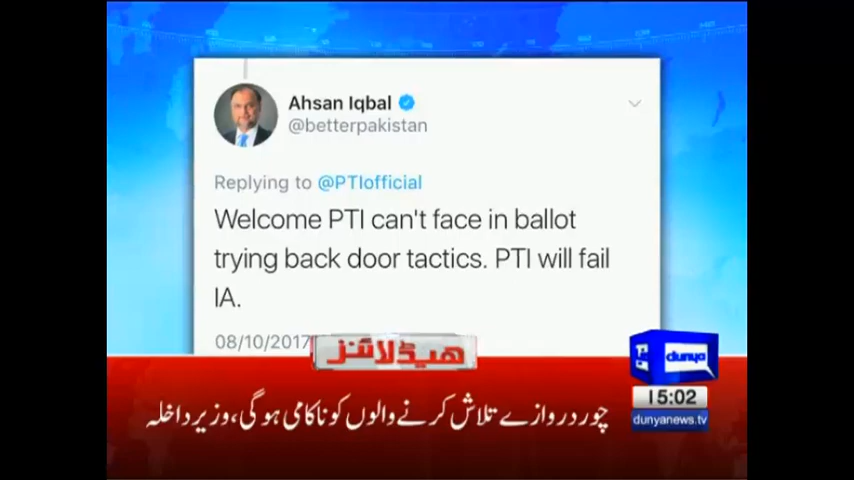 Ahsan Iqbal
@betterpakistan
Replying to @PTIofficial
Welcome PTI can't face in ballot
trying back door tactics. PTI will fail
IA.
08/10/2017
ہیڈلائنز
دنیا dunya
15:02
چور دروازے تلاش کرنے والوں کو ناکامی ہوگی، وزیر داخلہ
dunyanews.tv